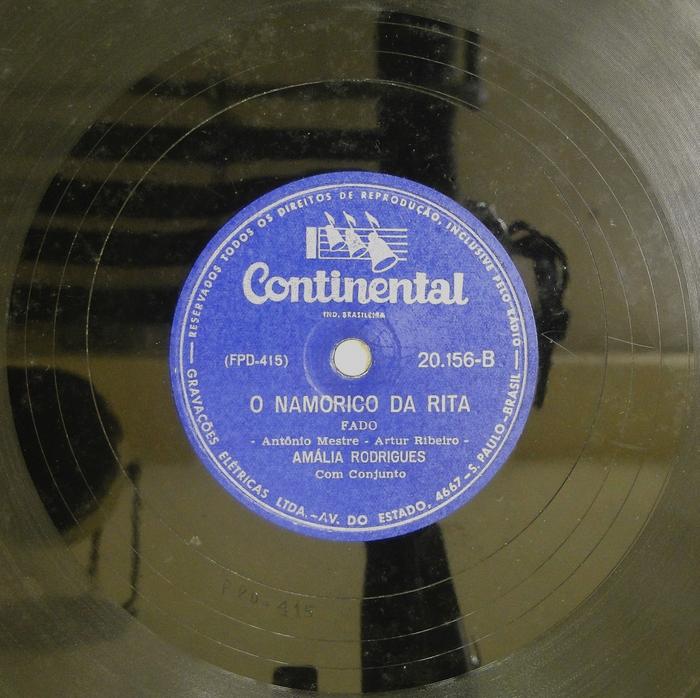 RESERVADOS TODOS OS DIREITOS DE REPRODUÇÃO, INCLUSIVE PELO RÁDIO
Continental
IND. BRASILEIRA
(FPD-415)
20.156-B
O NAMORICO DA RITA
FADO
- Antônio Mestre - Artur Ribeiro -
AMÁLIA RODRIGUES
Com Conjunto
GRAVAÇÕES ELÉTRICAS LTDA.-AV. DO ESTADO, 4667-S. PAULO-BRASIL
FPD-415